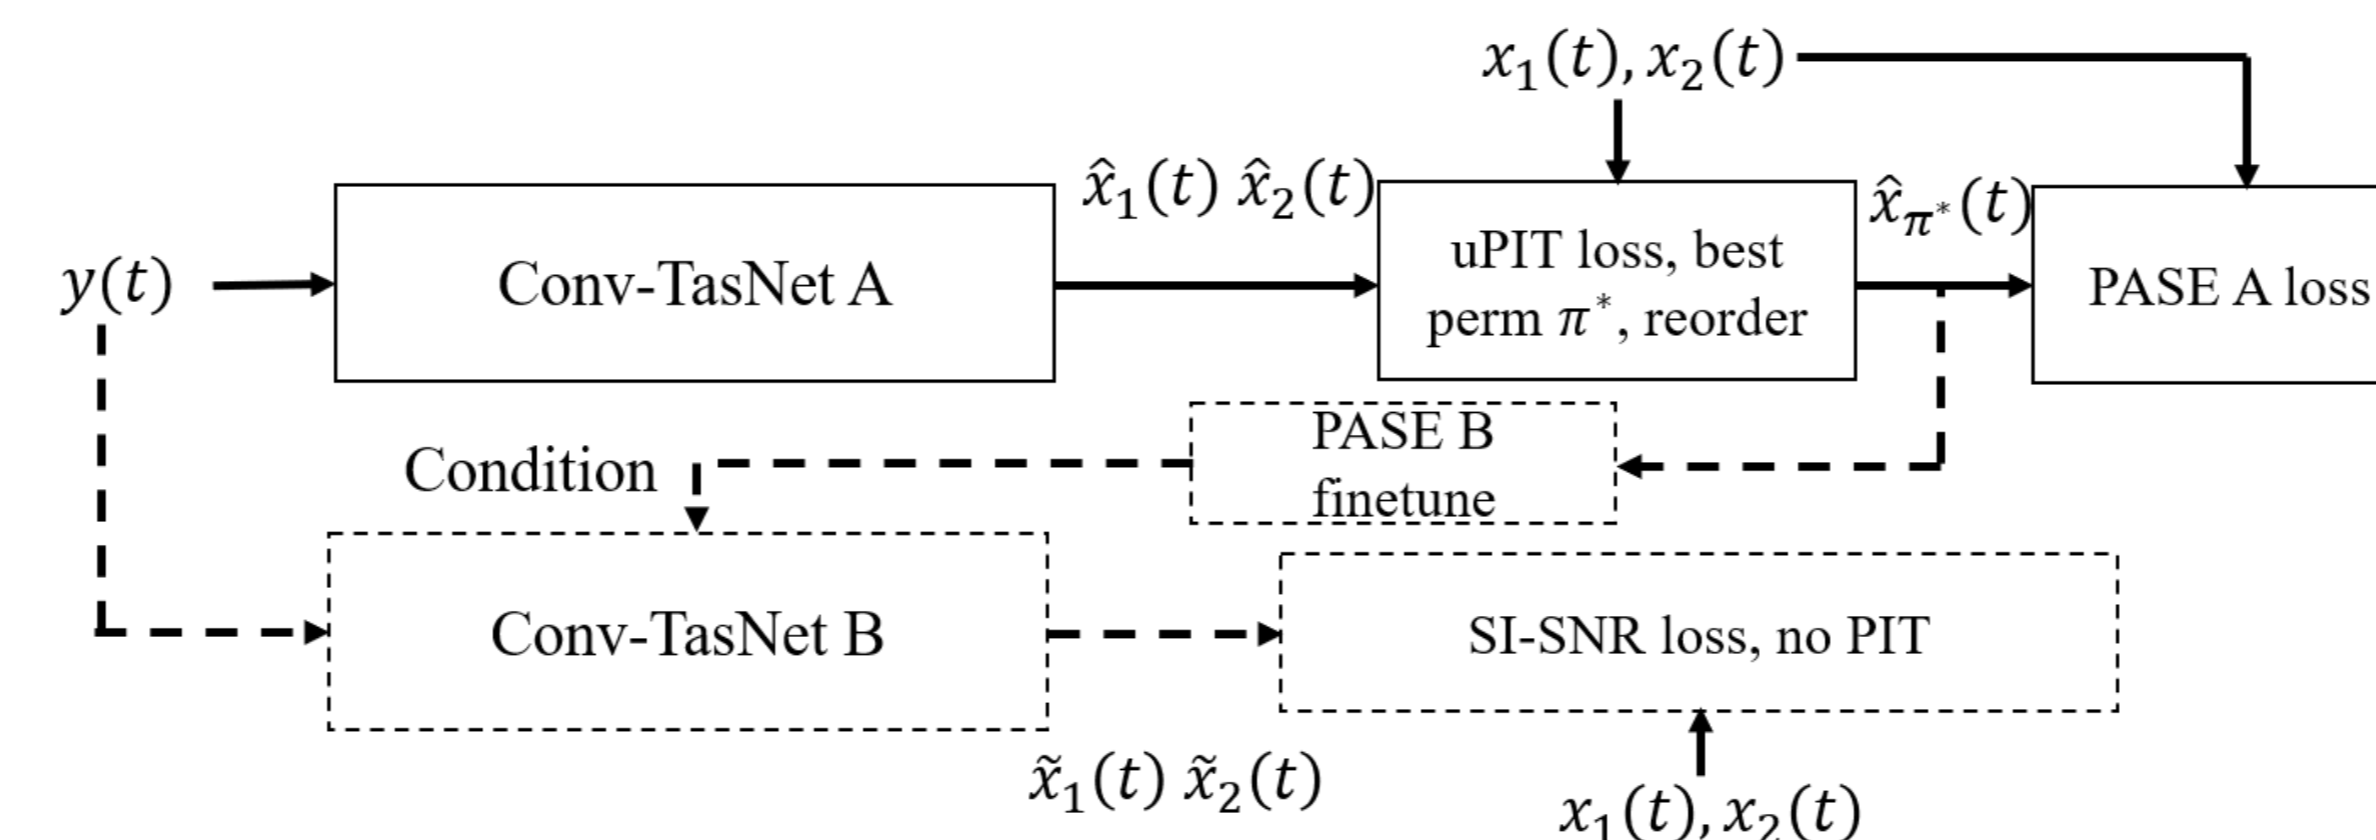 x₁(t), x₂(t)
x̂₁(t) x̂₂(t)
x̂_π*(t)
y(t)
Conv-TasNet A
uPIT loss, best
perm π*, reorder
PASE A loss
PASE B
finetune
Condition
Conv-TasNet B
SI-SNR loss, no PIT
x̃₁(t) x̃₂(t)
x₁(t), x₂(t)